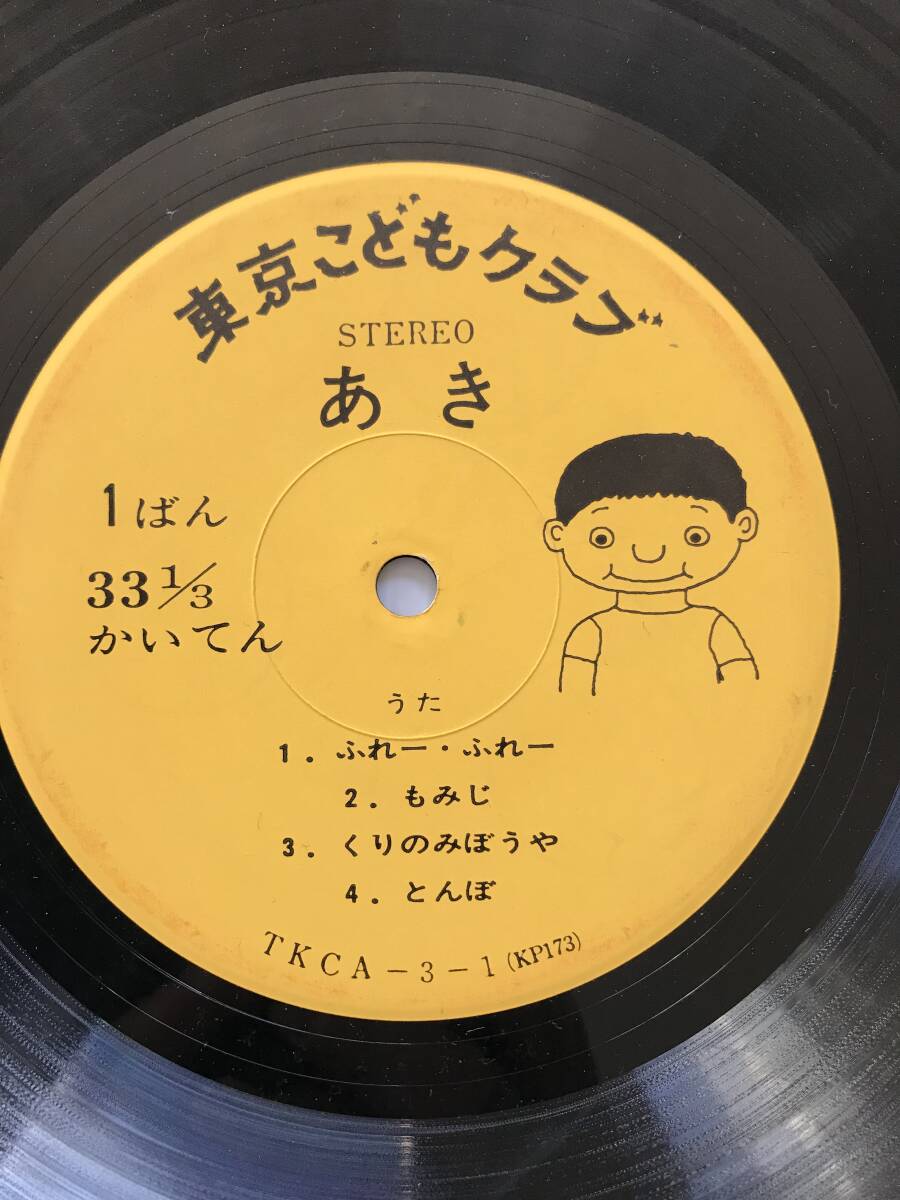 東京こどもクラブ
STEREO
あき
1ばん
33 1/3
かいてん
うた
1. ふれー・ふれー
2. もみじ
3. くりのみぼうや
4. とんぼ
TKCA-3-1 (KP173)